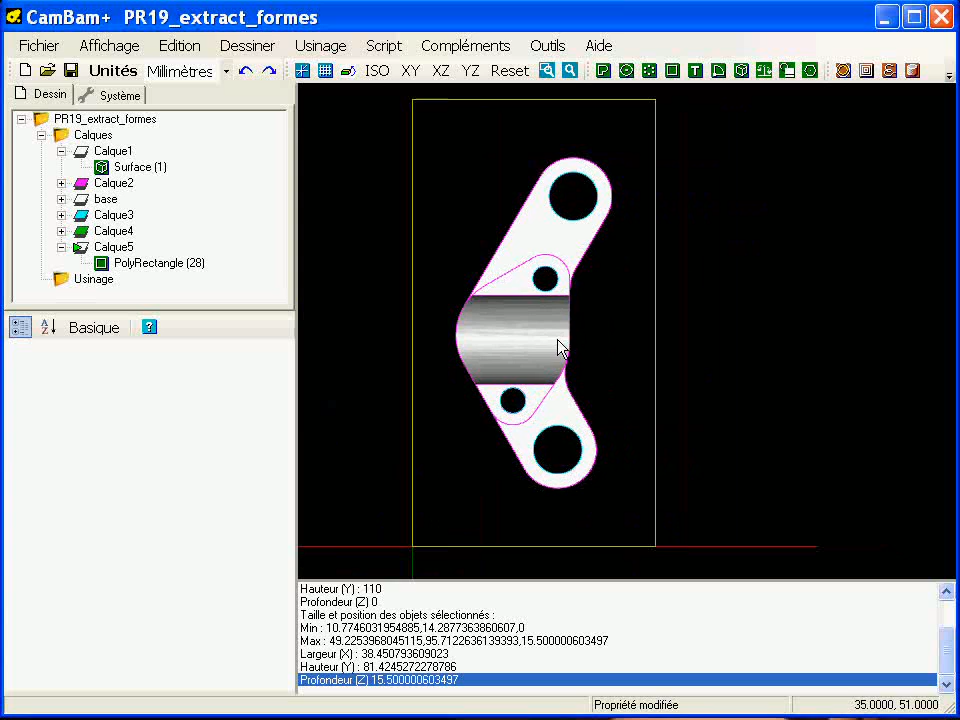 CamBam+ PR19_extract_formes
Fichier Affichage Edition Dessiner Usinage Script Compléments Outils Aide
Unités Millimètres ISO XY XZ YZ Reset
Dessin Système
PR19_extract_formes
Calques
Calque1
Surface (1)
Calque2
base
Calque3
Calque4
Calque5
PolyRectangle (28)
Usinage
Basique
Hauteur (Y) : 110
Profondeur (Z) 0
Taille et position des objets sélectionnés :
Min : 10.7746031954885,14.2877363860607,0
Max : 49.2253968045115,95.7122636139393,15.500000603497
Largeur (X) : 38.450793609023
Hauteur (Y) : 81.4245272278786
Profondeur (Z) 15.500000603497
Propriété modifiée 35.0000, 51.0000